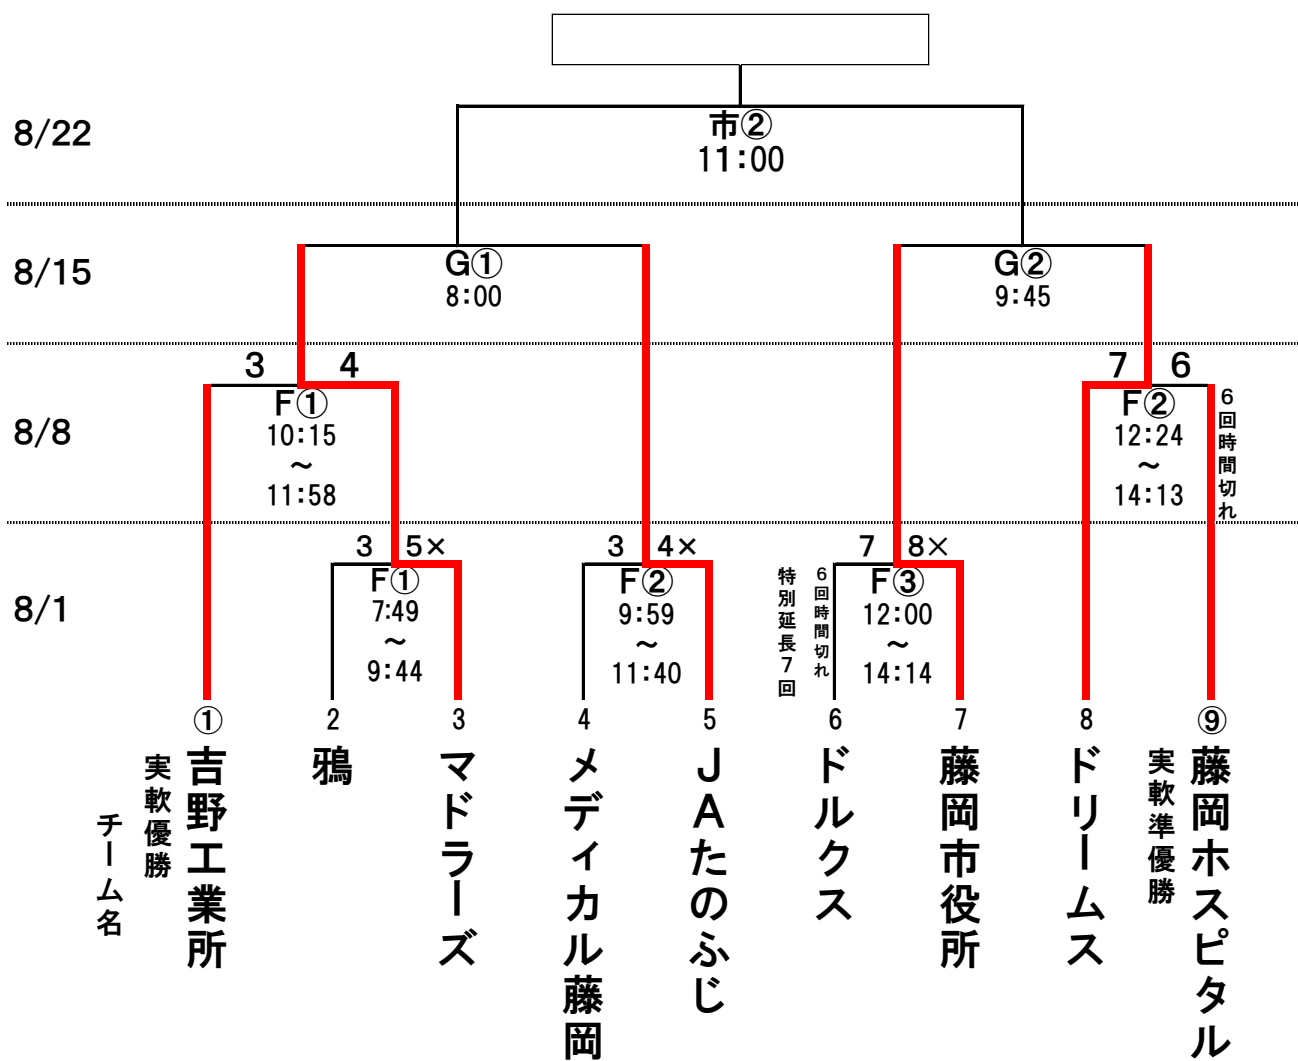 8/22
市②
11:00
8/15
G①
8:00
G②
9:45
8/8
3 4
F①
10:15
～
11:58
7 6
F②
12:24
～
14:13
6回時間切れ
8/1
3 5×
F①
7:49
～
9:44
3 4×
F②
9:59
～
11:40
7 8×
F③
12:00
～
14:14
6回時間切れ
特別延長7回
① 2 3 4 5 6 7 8 ⑨
チーム名
実軟優勝
吉野工業所
鴉
マドラーズ
メディカル藤岡
JAたのふじ
ドルクス
藤岡市役所
ドリームス
実軟準優勝
藤岡ホスピタル